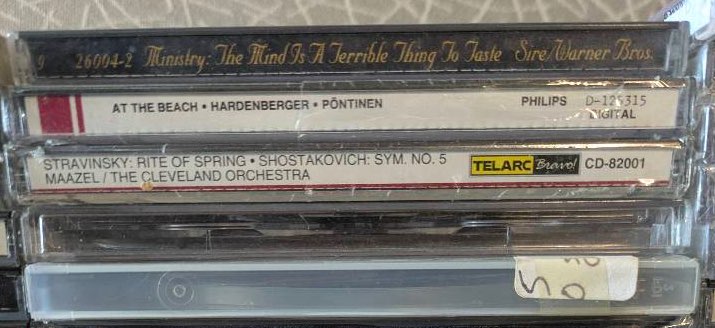 9 26004-2 Ministry: The Mind Is A Terrible Thing To Taste Sire/Warner Bros.
AT THE BEACH • HARDENBERGER • PÖNTINEN PHILIPS D-125315
DIGITAL
STRAVINSKY: RITE OF SPRING • SHOSTAKOVICH: SYM. NO. 5 TELARC Bravo! CD-82001
MAAZEL / THE CLEVELAND ORCHESTRA